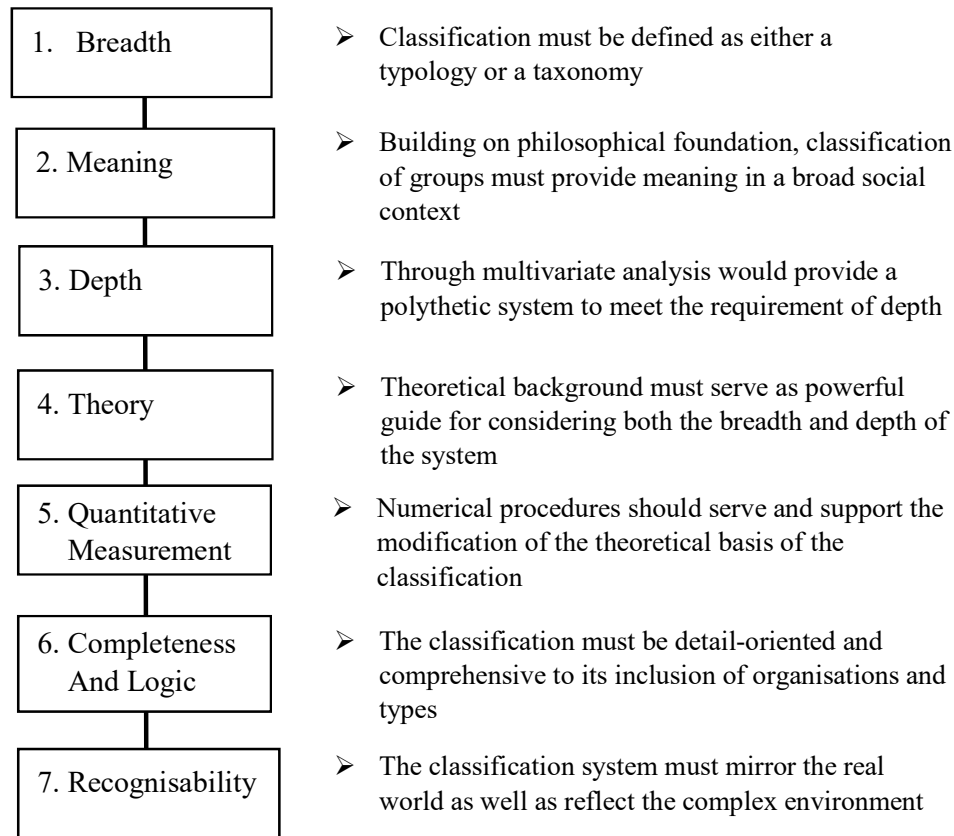 1. Breadth
➢ Classification must be defined as either a
typology or a taxonomy
2. Meaning
➢ Building on philosophical foundation, classification
of groups must provide meaning in a broad social
context
3. Depth
➢ Through multivariate analysis would provide a
polythetic system to meet the requirement of depth
4. Theory
➢ Theoretical background must serve as powerful
guide for considering both the breadth and depth of
the system
5. Quantitative
Measurement
➢ Numerical procedures should serve and support the
modification of the theoretical basis of the
classification
6. Completeness
And Logic
➢ The classification must be detail-oriented and
comprehensive to its inclusion of organisations and
types
7. Recognisability
➢ The classification system must mirror the real
world as well as reflect the complex environment